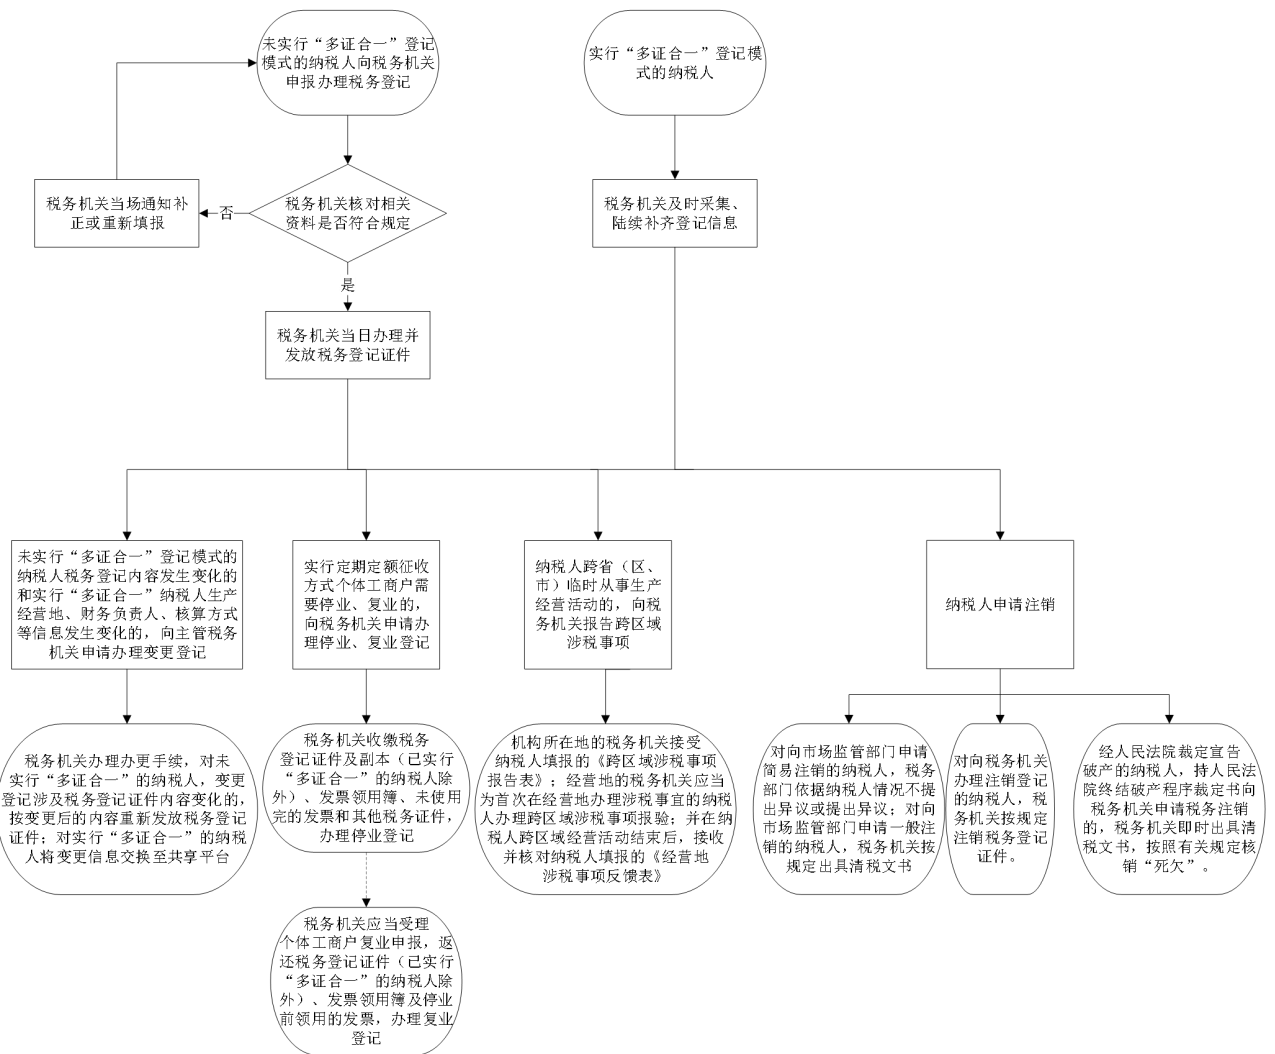 未实行“多证合一”登记
模式的纳税人向税务机关
申报办理税务登记
实行“多证合一”登记模
式的纳税人
税务机关当场通知补
正或重新填报
否
税务机关核对相关
资料是否符合规定
税务机关及时采集、
陆续补齐登记信息
是
税务机关当日办理并
发放税务登记证件
未实行“多证合一”登记模式的
纳税人税务登记内容发生变化的
和实行“多证合一”纳税人生产
经营地、财务负责人、核算方式
等信息发生变化的，向主管税务
机关申请办理变更登记
实行定期定额征收
方式个体工商户需
要停业、复业的，
向税务机关申请办
理停业、复业登记
纳税人跨省（区、
市）临时从事生产
经营活动的，向税
务机关报告跨区域
涉税事项
纳税人申请注销
税务机关办理办更手续，对未
实行“多证合一”的纳税人，变更
登记涉及税务登记证件内容变化的，
按变更后的内容重新发放税务登记
证件；对实行“多证合一”的纳税
人将变更信息交换至共享平台
税务机关收缴税务
登记证件及副本（已实行
“多证合一”的纳税人除
外）、发票领用簿、未使用
完的发票和其他税务证件，
办理停业登记
机构所在地的税务机关接受
纳税人填报的《跨区域涉税事项
报告表》；经营地的税务机关应当
为首次在经营地办理涉税事宜的纳税
人办理跨区域涉税事项报验；并在纳
税人跨区域经营活动结束后，接收
并核对纳税人填报的《经营地
涉税事项反馈表》
对向市场监管部门申请
简易注销的纳税人，税务
部门依据纳税人情况不提
出异议或提出异议；对向
市场监管部门申请一般注
销的纳税人，税务机关按
规定出具清税文书
对向税务机关
办理注销登记
的纳税人，税
务机关按规定
注销税务登记
证件。
经人民法院裁定宣告
破产的纳税人，持人民法
院终结破产程序裁定书向
税务机关申请税务注销
的，税务机关即时出具清
税文书，按照有关规定核
销“死欠”。
税务机关应当受理
个体工商户复业申报，返
还税务登记证件（已实行
“多证合一”的纳税人除
外）、发票领用簿及停业
前领用的发票，办理复业
登记